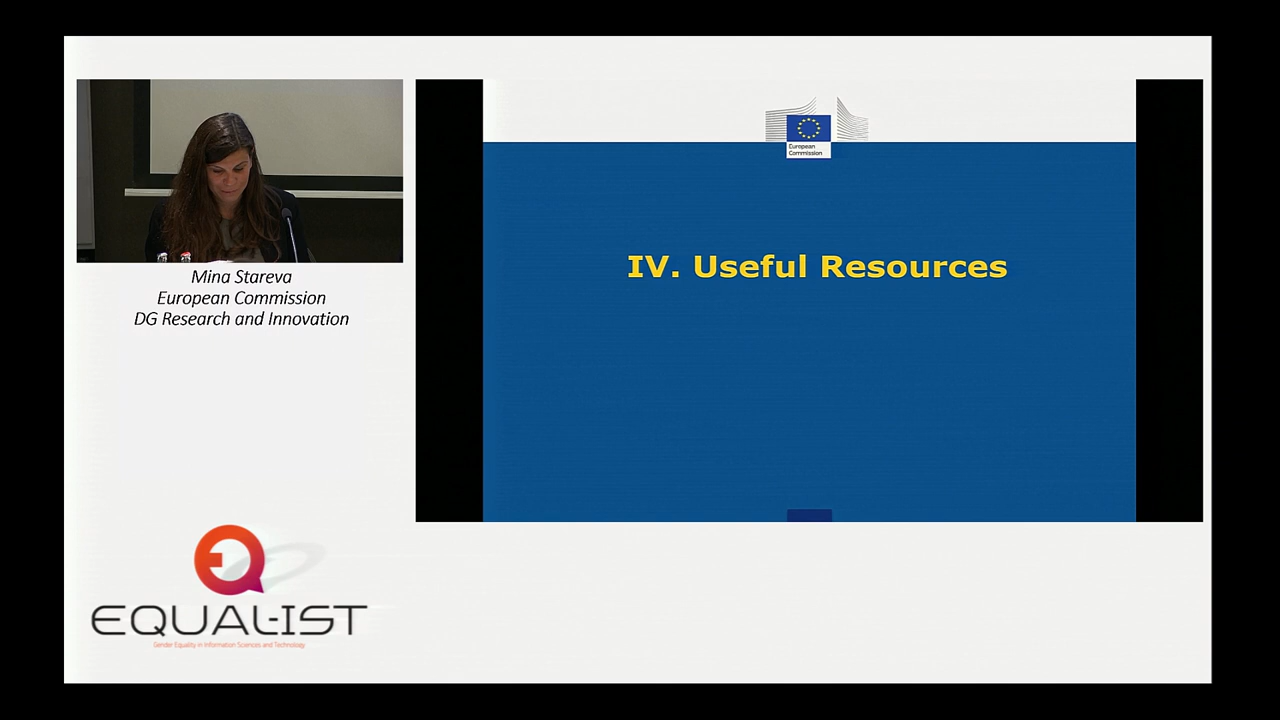 European
Commission
IV. Useful Resources
Mina Stareva
European Commission
DG Research and Innovation
EQUAL-IST
Gender Equality in Information Sciences and Technology